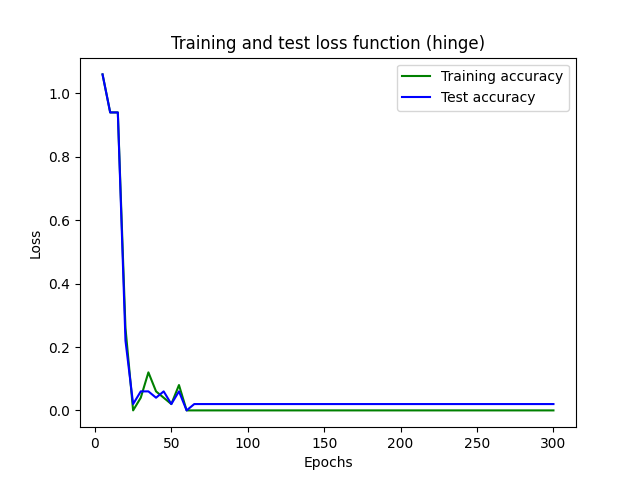 Training and test loss function (hinge)
Training accuracy
Test accuracy
Loss
1.0
0.8
0.6
0.4
0.2
0.0
0 50 100 150 200 250 300
Epochs